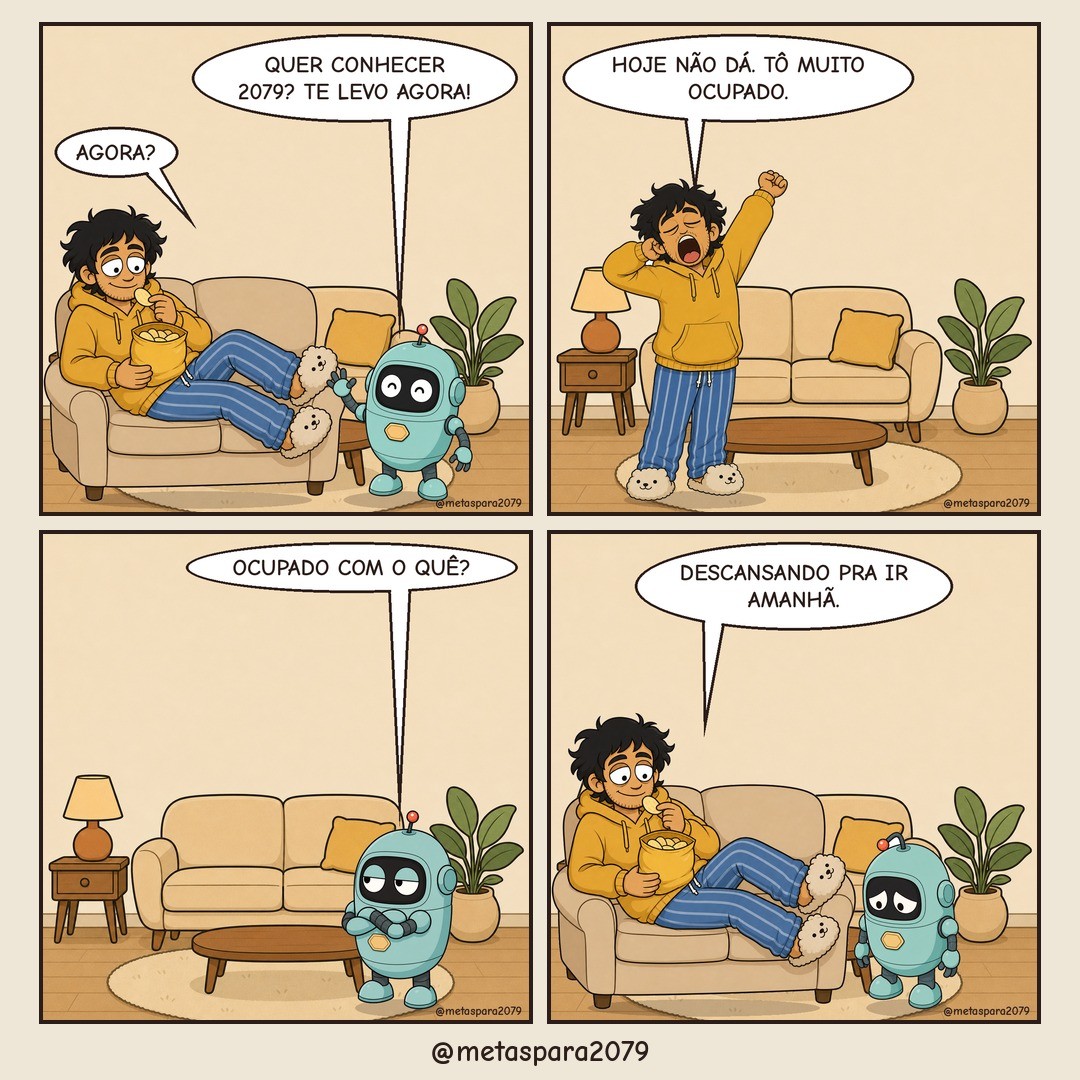 QUER CONHECER
2079? TE LEVO AGORA!
AGORA?
@metaspara2079
HOJE NÃO DÁ. TÔ MUITO
OCUPADO.
@metaspara2079
OCUPADO COM O QUÊ?
@metaspara2079
DESCANSANDO PRA IR
AMANHÃ.
@metaspara2079
@metaspara2079